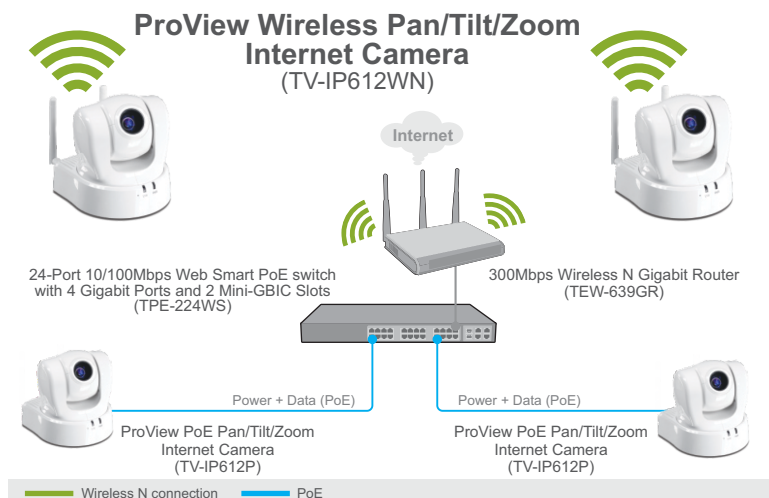 ProView Wireless Pan/Tilt/Zoom
Internet Camera
(TV-IP612WN)
Internet
24-Port 10/100Mbps Web Smart PoE switch
with 4 Gigabit Ports and 2 Mini-GBIC Slots
(TPE-224WS)
300Mbps Wireless N Gigabit Router
(TEW-639GR)
Power + Data (PoE)
Power + Data (PoE)
ProView PoE Pan/Tilt/Zoom
Internet Camera
(TV-IP612P)
ProView PoE Pan/Tilt/Zoom
Internet Camera
(TV-IP612P)
Wireless N connection
PoE